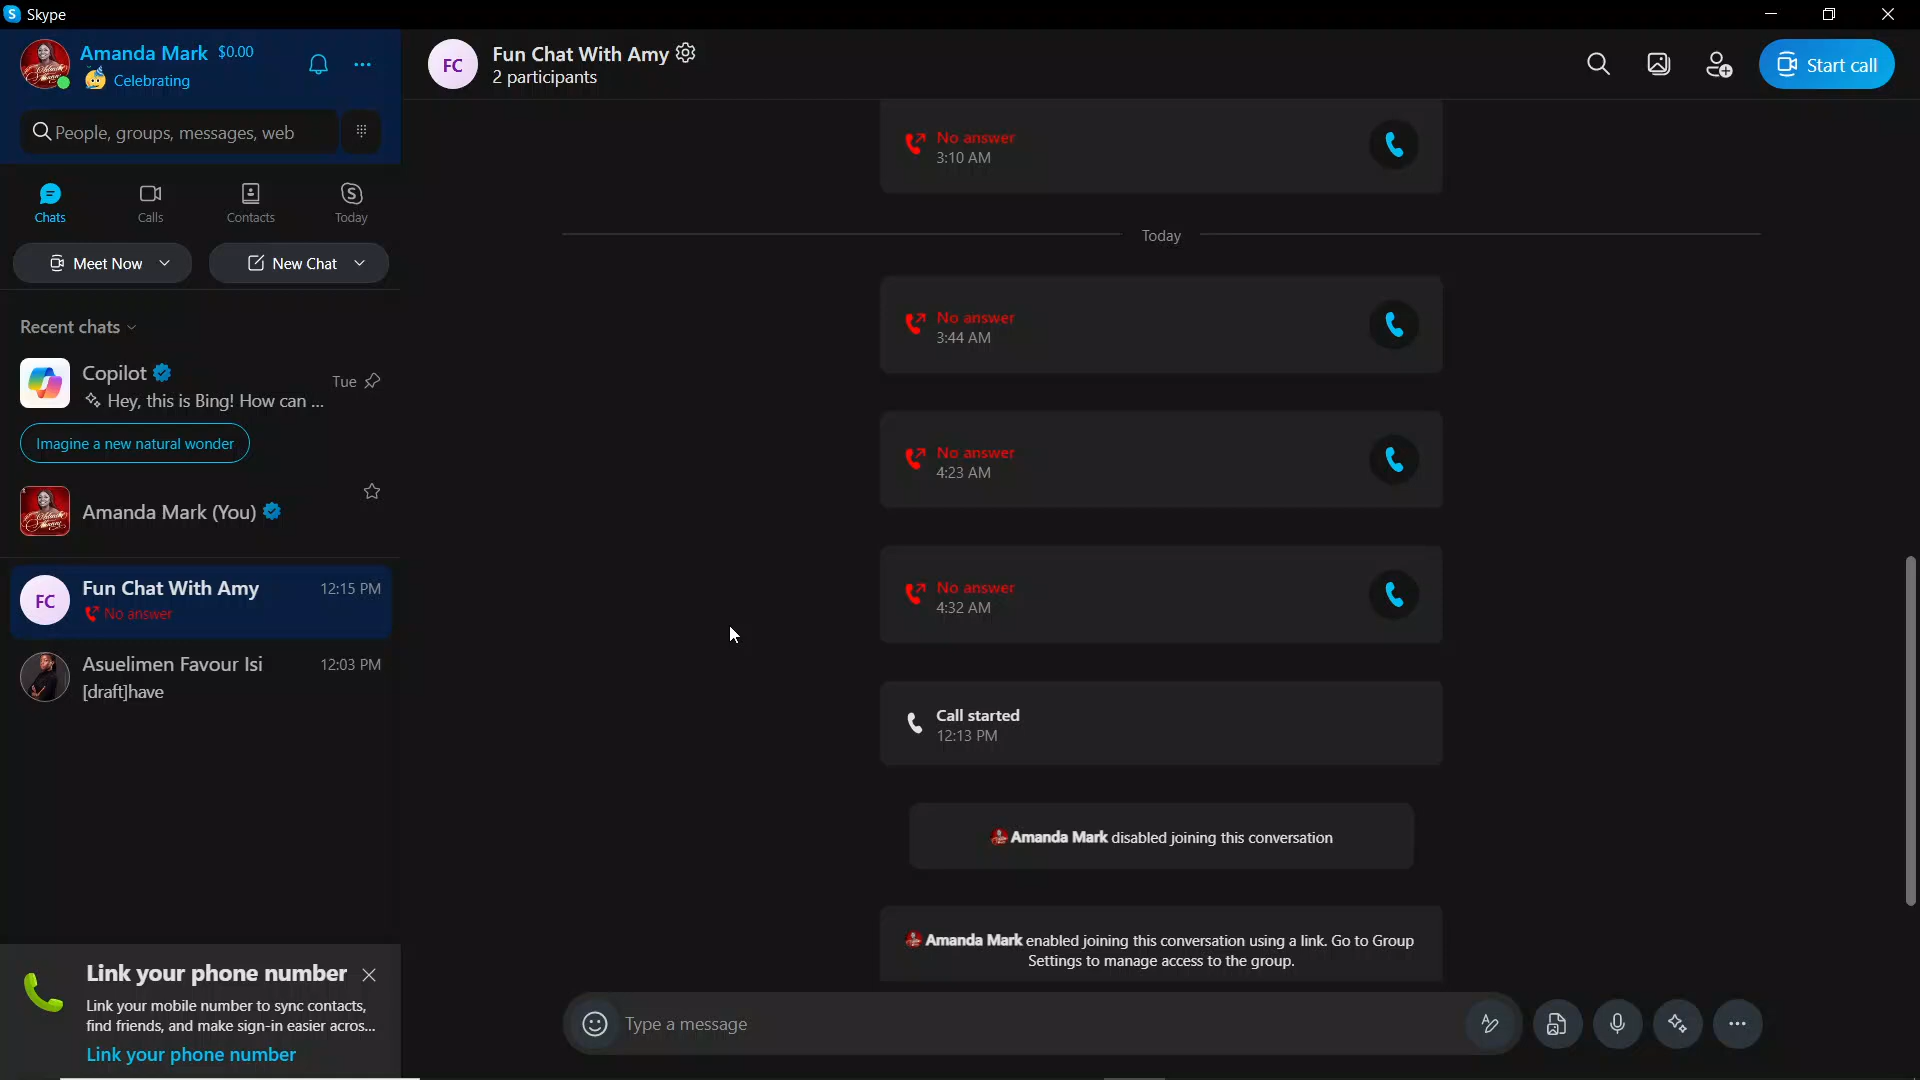 Skype
Amanda Mark $0.00
Celebrating
People, groups, messages, web
Chats
Calls
Contacts
Today
Meet Now
New Chat
Recent chats
Copilot
Tue
Hey, this is Bing! How can ...
Imagine a new natural wonder
Amanda Mark (You)
FC
Fun Chat With Amy
12:15 PM
No answer
Asuelimen Favour Isi
12:03 PM
[draft]have
Link your phone number
Link your mobile number to sync contacts,
find friends, and make sign-in easier acros...
Link your phone number
FC
Fun Chat With Amy
2 participants
Start call
No answer
3:10 AM
Today
No answer
3:44 AM
No answer
4:23 AM
No answer
4:32 AM
Call started
12:13 PM
Amanda Mark disabled joining this conversation
Amanda Mark enabled joining this conversation using a link. Go to Group
Settings to manage access to the group.
Type a message